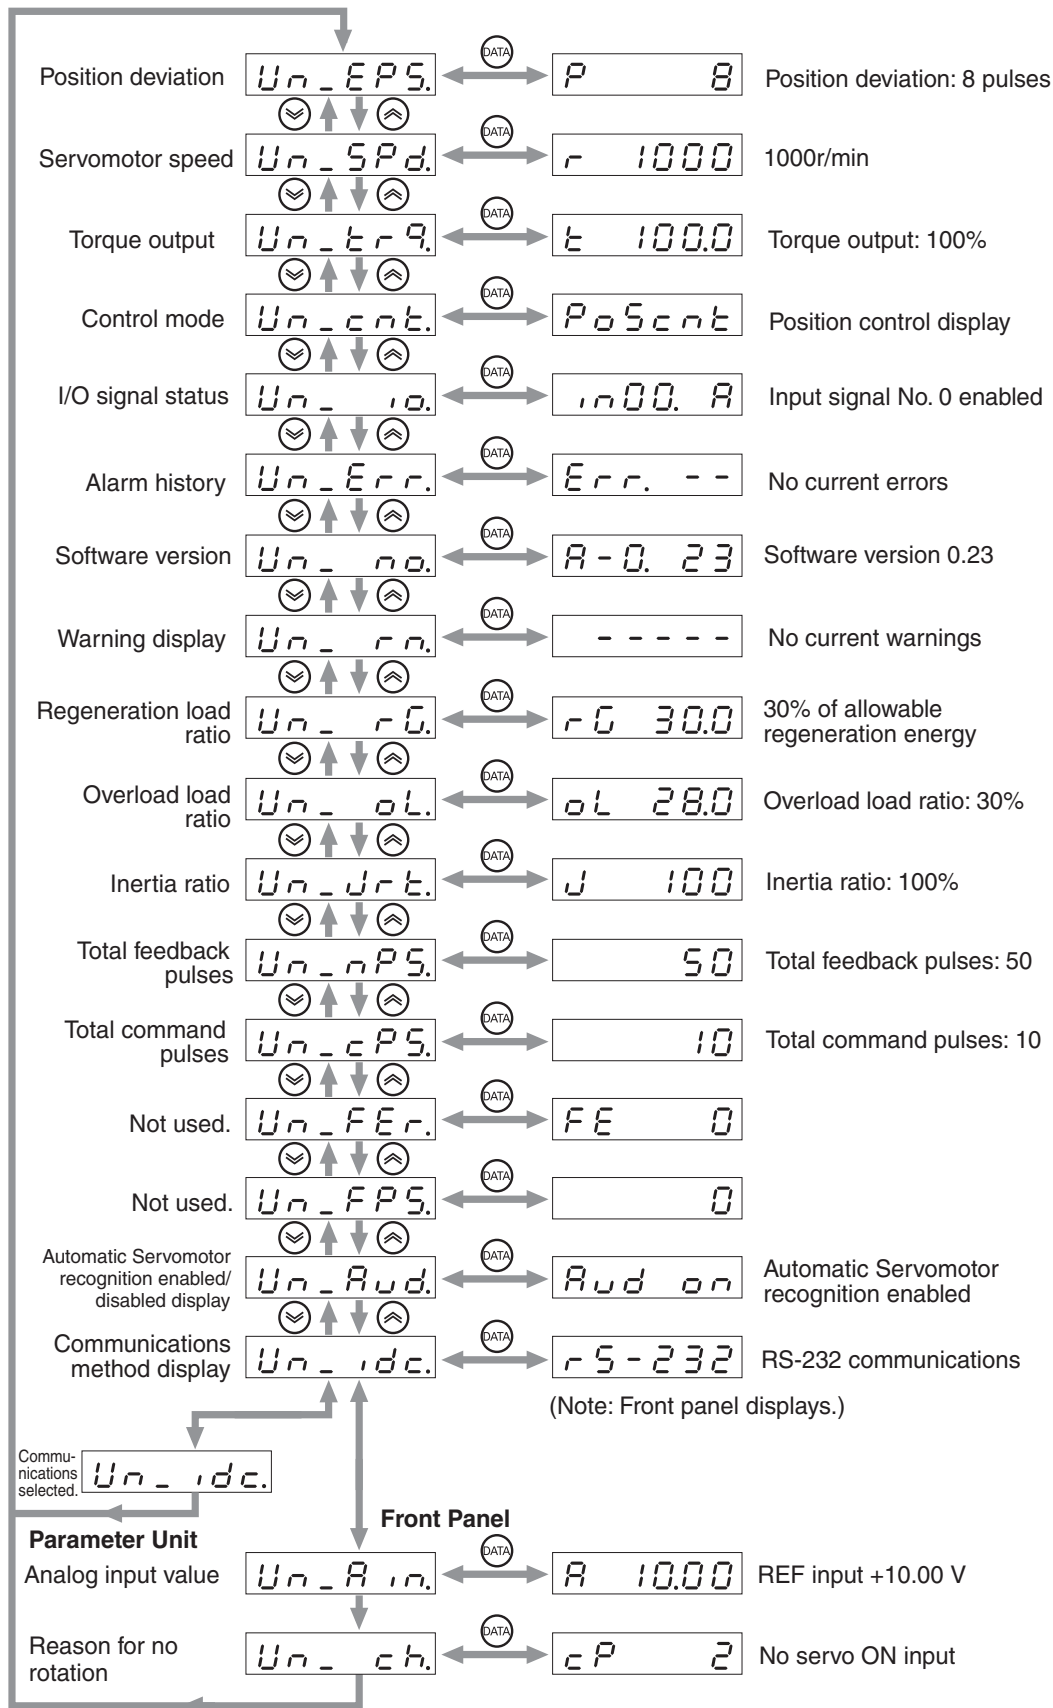 Position deviation Un_EPS. DATA P 8 Position deviation: 8 pulses
Servomotor speed Un_SPd. DATA r 1000 1000r/min
Torque output Un_trq. DATA t 100.0 Torque output: 100%
Control mode Un_cnt. DATA PoScnt Position control display
I/O signal status Un_ io. DATA in00. A Input signal No. 0 enabled
Alarm history Un_Err. DATA Err. -- No current errors
Software version Un_ no. DATA A-0. 23 Software version 0.23
Warning display Un_ rn. DATA ----- No current warnings
Regeneration load
ratio
Un_ rG. DATA rG 30.0
30% of allowable
regeneration energy
Overload load
ratio
Un_ oL. DATA oL 28.0 Overload load ratio: 30%
Inertia ratio Un_Jrt. DATA J 100 Inertia ratio: 100%
Total feedback
pulses
Un_nPS. DATA 50 Total feedback pulses: 50
Total command
pulses
Un_cPS. DATA 10 Total command pulses: 10
Not used. Un_FEr. DATA FE 0
Not used. Un_FPS. DATA 0
Automatic Servomotor
recognition enabled/
disabled display
Un_Aud. DATA Aud on
Automatic Servomotor
recognition enabled
Communications
method display
Un_ idc. DATA rS-232 RS-232 communications
(Note: Front panel displays.)
Commu-
nications
selected.
Un_ idc.
Parameter Unit
Front Panel
Analog input value Un_A in. DATA A 10.00 REF input +10.00 V
Reason for no
rotation
Un_ ch. DATA cP 2 No servo ON input